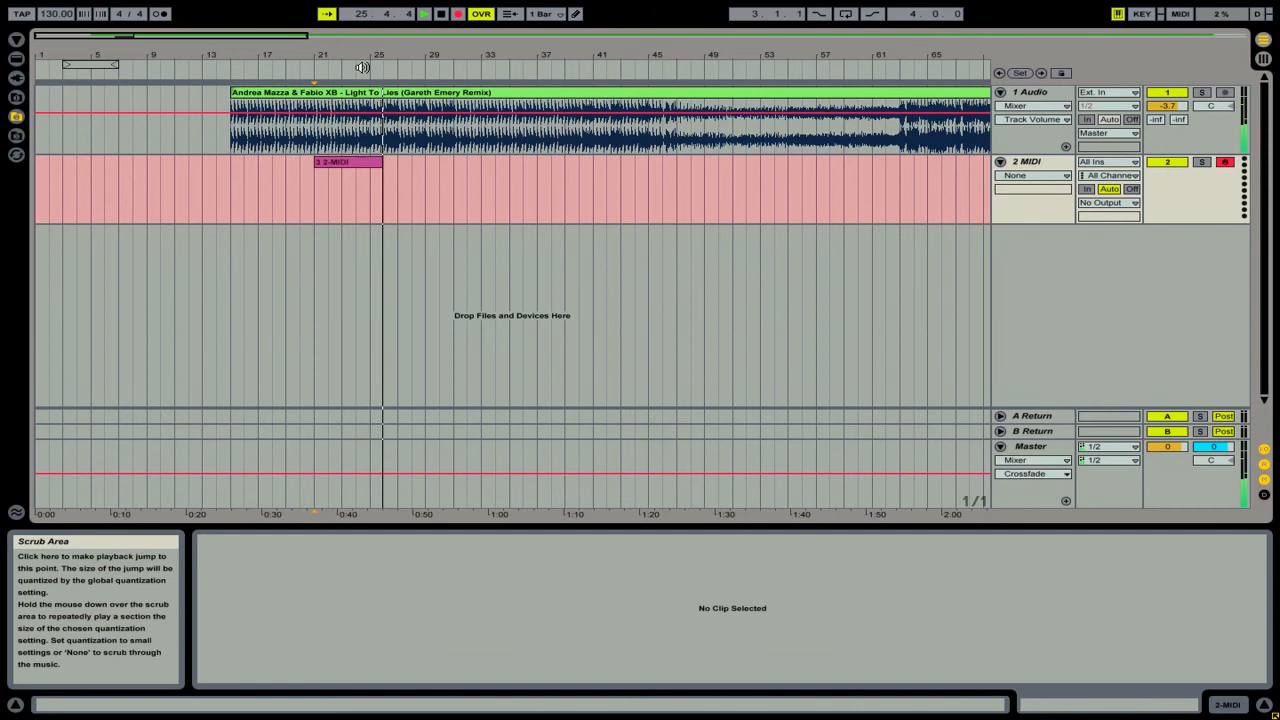 TAP 130.00 4 / 4 25 . 4 . 4 OVR 1 Bar 3 . 1 . 1 4 . 0 . 0 KEY MIDI 2 % D
1 5 9 13 17 21 25 29 33 37 41 45 49 53 57 61 65
Set
Andrea Mazza & Fabio XB - Light To Lies (Gareth Emery Remix)
1 Audio Ext. In 1 S
Mixer 1/2 -3.7 C
Track Volume In Auto Off -inf -inf
Master
3 2-MIDI
2 MIDI All Ins 2 S
None All Channe
In Auto Off
No Output
Drop Files and Devices Here
A Return A S Post
B Return B S Post
Master 1/2 0 0
Mixer 1/2 C
Crossfade
1/1
0:00 0:10 0:20 0:30 0:40 0:50 1:00 1:10 1:20 1:30 1:40 1:50 2:00
Scrub Area
Click here to make playback jump to
this point. The size of the jump will be
quantized by the global quantization
setting.
Hold the mouse down over the scrub
area to repeatedly play a section the
size of the chosen quantization
setting. Set quantization to small
settings or 'None' to scrub through
the music.
No Clip Selected
2-MIDI